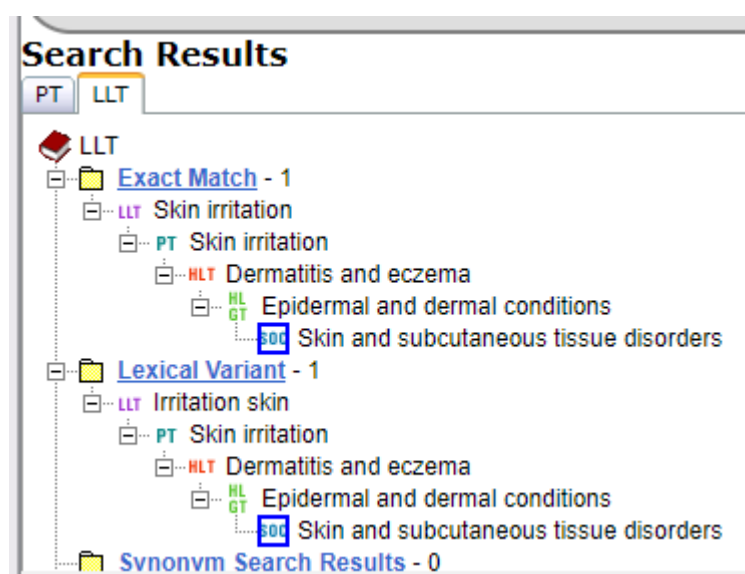 Search Results
PT LLT
LLT
Exact Match - 1
LLT Skin irritation
PT Skin irritation
HLT Dermatitis and eczema
HL GT Epidermal and dermal conditions
SOC Skin and subcutaneous tissue disorders
Lexical Variant - 1
LLT Irritation skin
PT Skin irritation
HLT Dermatitis and eczema
HL GT Epidermal and dermal conditions
SOC Skin and subcutaneous tissue disorders
Synonym Search Results - 0